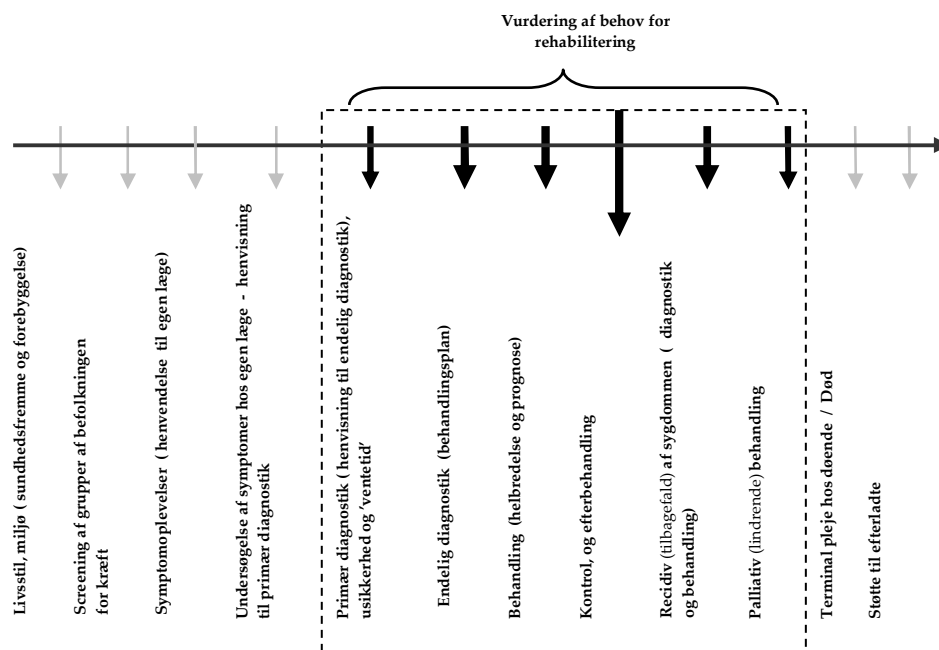 Vurdering af behov for
rehabilitering
Livsstil, miljø ( sundhedsfremme og forebyggelse)
Screening af grupper af befolkningen
for kræft
Symptomoplevelser ( henvendelse til egen læge)
Undersøgelse af symptomer hos egen læge - henvisning
til primær diagnostik
Primær diagnostik ( henvisning til endelig diagnostik),
usikkerhed og ’ventetid’
Endelig diagnostik (behandlingsplan)
Behandling (helbredelse og prognose)
Kontrol, og efterbehandling
Recidiv (tilbagefald) af sygdommen ( diagnostik
og behandling)
Palliativ (lindrende) behandling
Terminal pleje hos døende / Død
Støtte til efterladte